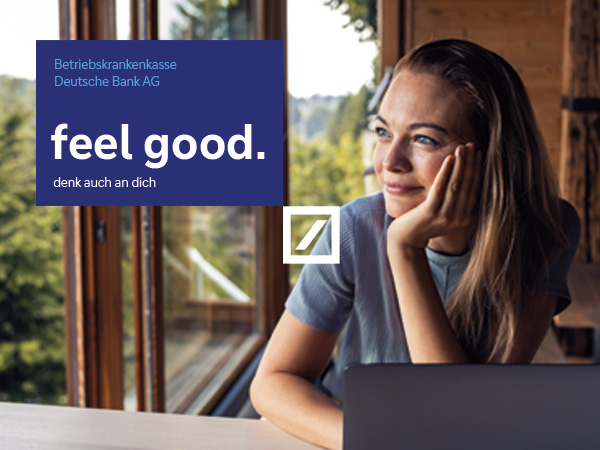 Betriebskrankenkasse
Deutsche Bank AG
feel good.
denk auch an dich